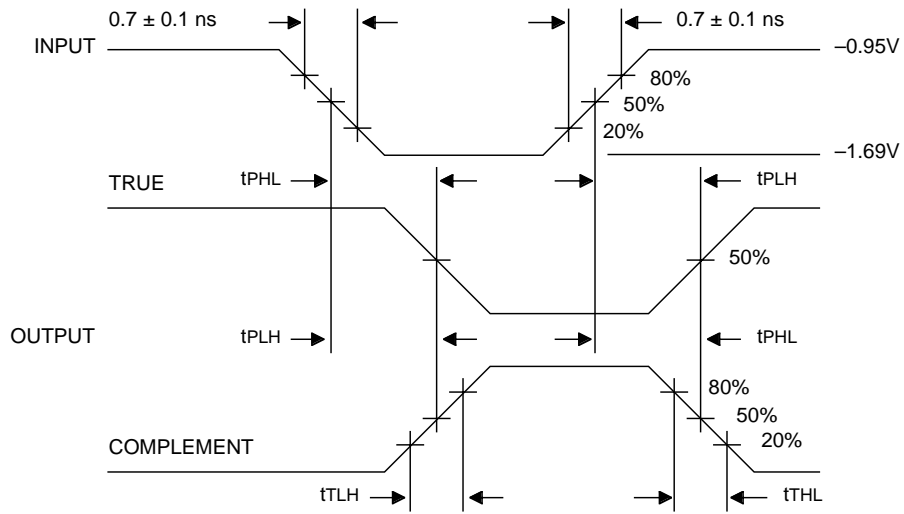 0.7 ± 0.1 ns 0.7 ± 0.1 ns
INPUT –0.95V
80%
50%
20%
–1.69V
tPHL tPLH
TRUE
50%
OUTPUT tPLH tPHL
80%
50%
20%
COMPLEMENT
tTLH tTHL